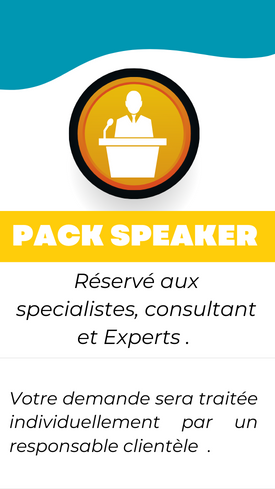 PACK SPEAKER
Réservé aux
specialistes, consultant
et Experts .
Votre demande sera traitée
individuellement par un
responsable clientèle .